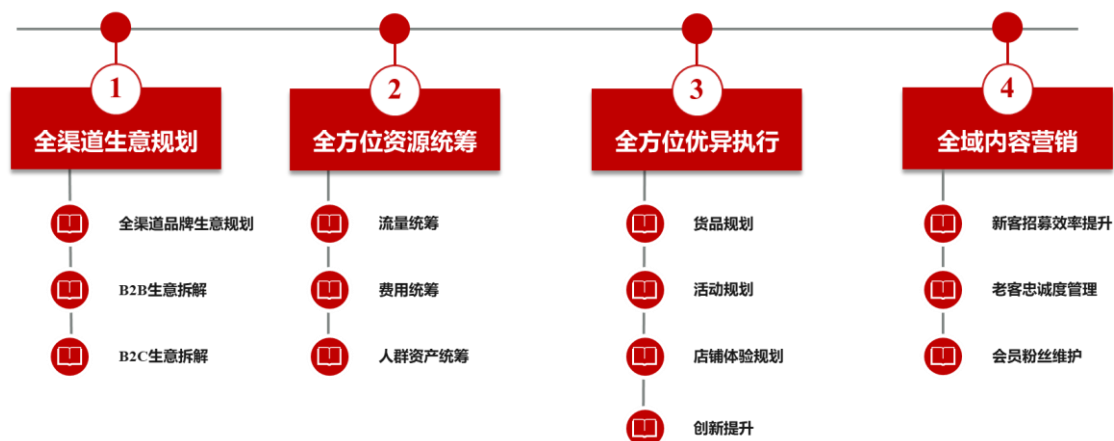 1
全渠道生意规划
全渠道品牌生意规划
B2B生意拆解
B2C生意拆解
2
全方位资源统筹
流量统筹
费用统筹
人群资产统筹
3
全方位优异执行
货品规划
活动规划
店铺体验规划
创新提升
4
全域内容营销
新客招募效率提升
老客忠诚度管理
会员粉丝维护